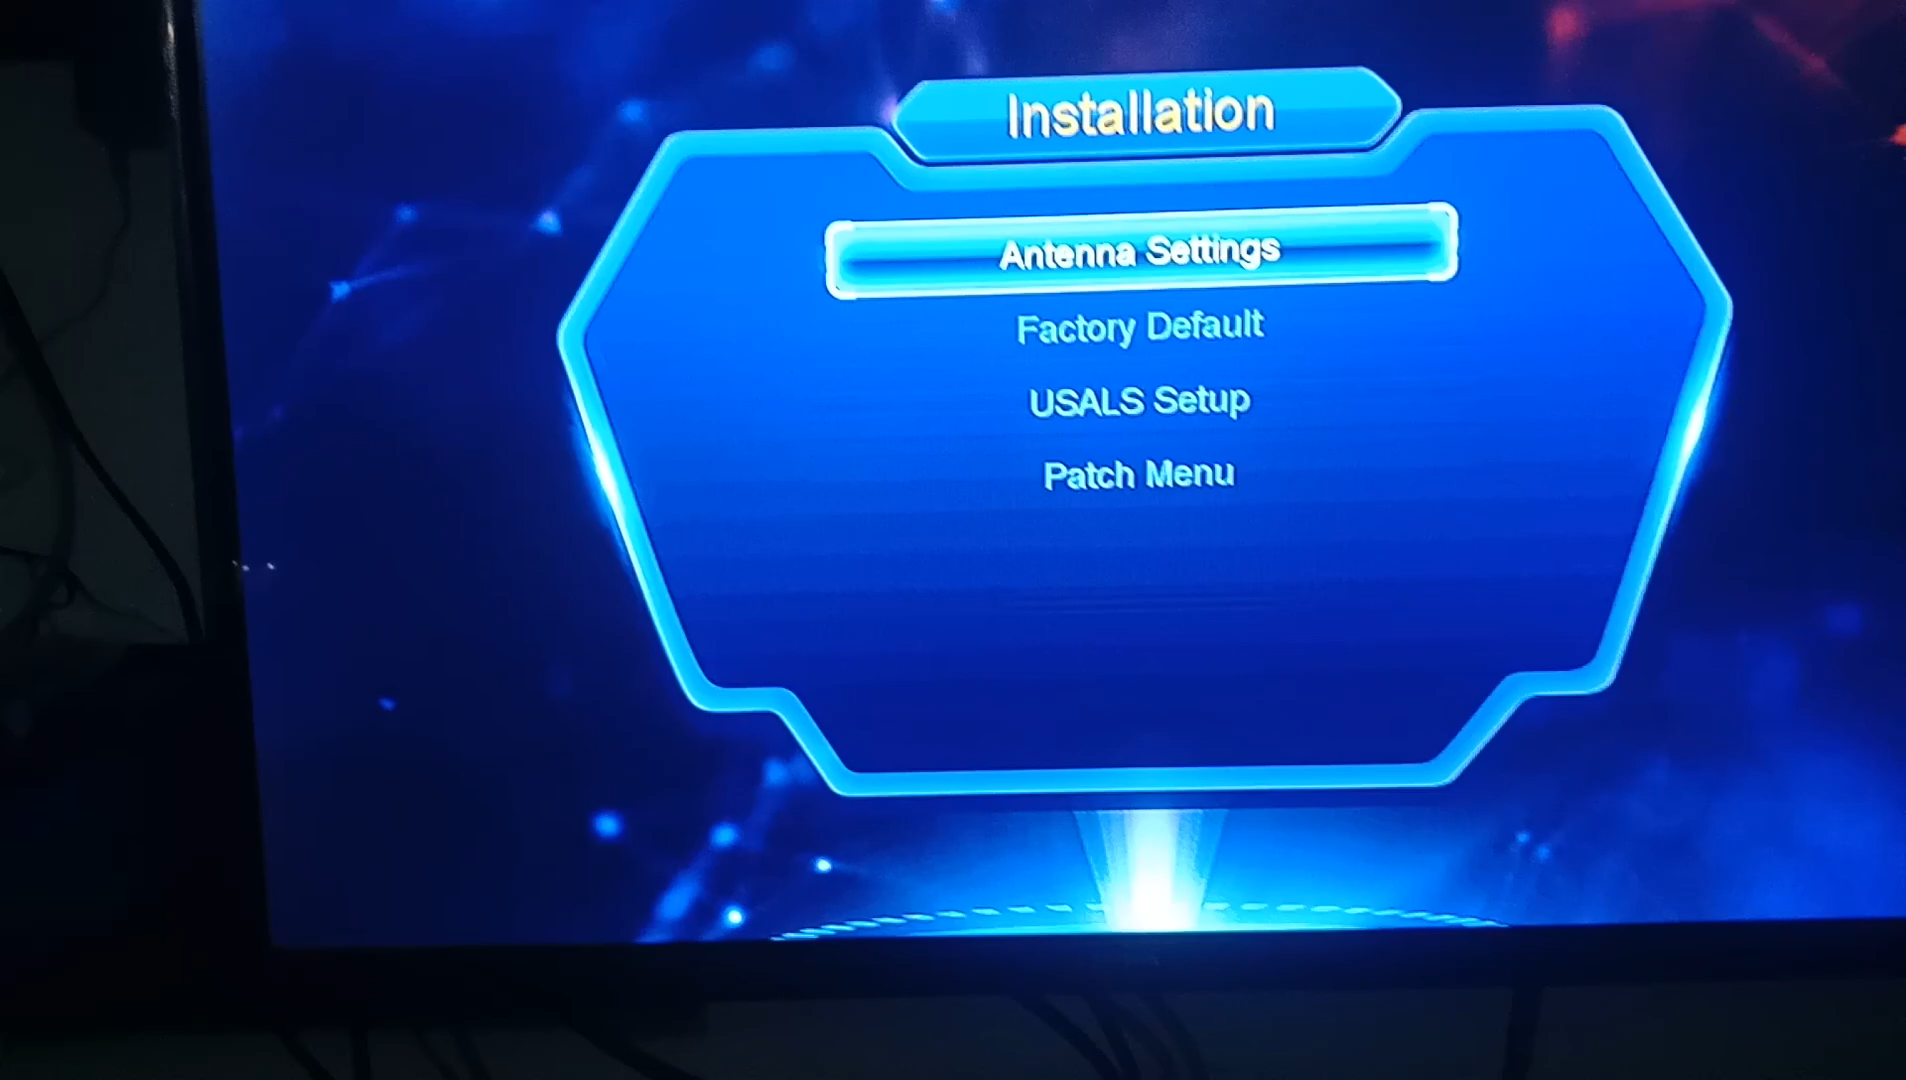 Installation
Antenna Settings
Factory Default
USALS Setup
Patch Menu